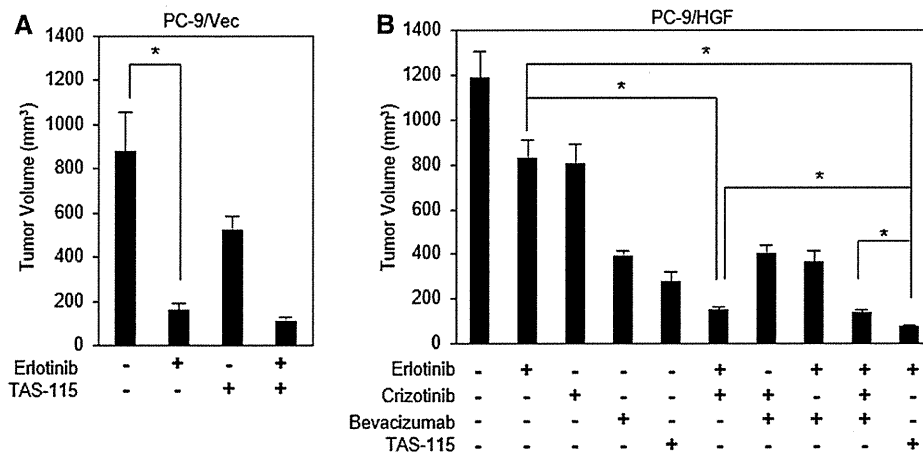 A
PC-9/Vec
Tumor Volume (mm³)
1400
1200
1000
800
600
400
200
0
*
Erlotinib - + - +
TAS-115 - - + +
B
PC-9/HGF
Tumor Volume (mm³)
1400
1200
1000
800
600
400
200
0
*
*
*
*
Erlotinib - + - - - + - + + +
Crizotinib - - + - - + + - + -
Bevacizumab - - - + - - + + + -
TAS-115 - - - - + - - - - +